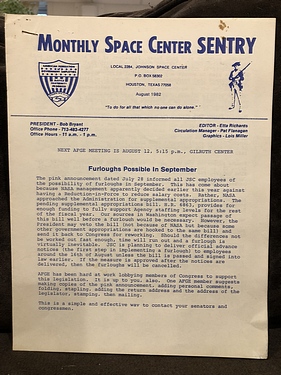 MONTHLY SPACE CENTER SENTRY
LOCAL 2284, JOHNSON SPACE CENTER
P.O. BOX 58307
HOUSTON, TEXAS 77058
August 1982
"To do for all that which no one can do alone."
PRESIDENT - Bob Bryant
Office Phone - 713-483-4277
Office Hours - 11 a.m. - 1 p.m.
EDITOR - Etta Richards
Circulation Manager - Pat Flanagan
Graphics - Lois Miller
NEXT AFGE MEETING IS AUGUST 12, 5:15 p.m., GILRUTH CENTER
Furloughs Possible In September
The pink announcement dated July 28 informed all JSC employees of
the possibility of furloughs in September. This has come about
because NASA management apparently decided earlier this year against
having a Reduction-in-Force to reduce salary costs. Rather, NASA
approached the Administration for supplemental appropriations. The
pending supplemental appropriations bill, H.R. 6863, provides for
enough funding to fully support Agency salary levels for the rest
of the fiscal year. Our sources in Washington expect passage of
this bill well before a furlough would be necessary. However, the
president may veto the bill (not because of NASA but because some
other government appropriations are hooked to the same bill) and
send it back to Congress for reworking. Should the differences not
be worked out fast enough, time will run out and a furlough is
virtually inevitable. JSC is planning to deliver official advance
notices (which must be issued prior to a furlough) to employees
around the 16th of August unless the bill is passed and signed into
law earlier. If the measure is approved after the notices are
delivered, then the furloughs will be cancelled.
AFGE has been hard at work lobbying members of Congress to support
this legislation. It is up to you, also. One AFGE member suggests
making copies of the pink announcement, adding personal comments,
folding, stapling, adding the return address and the address of the
legislator, stamping, then mailing.
This is a simple and effective way to contact your senators and
congressmen.